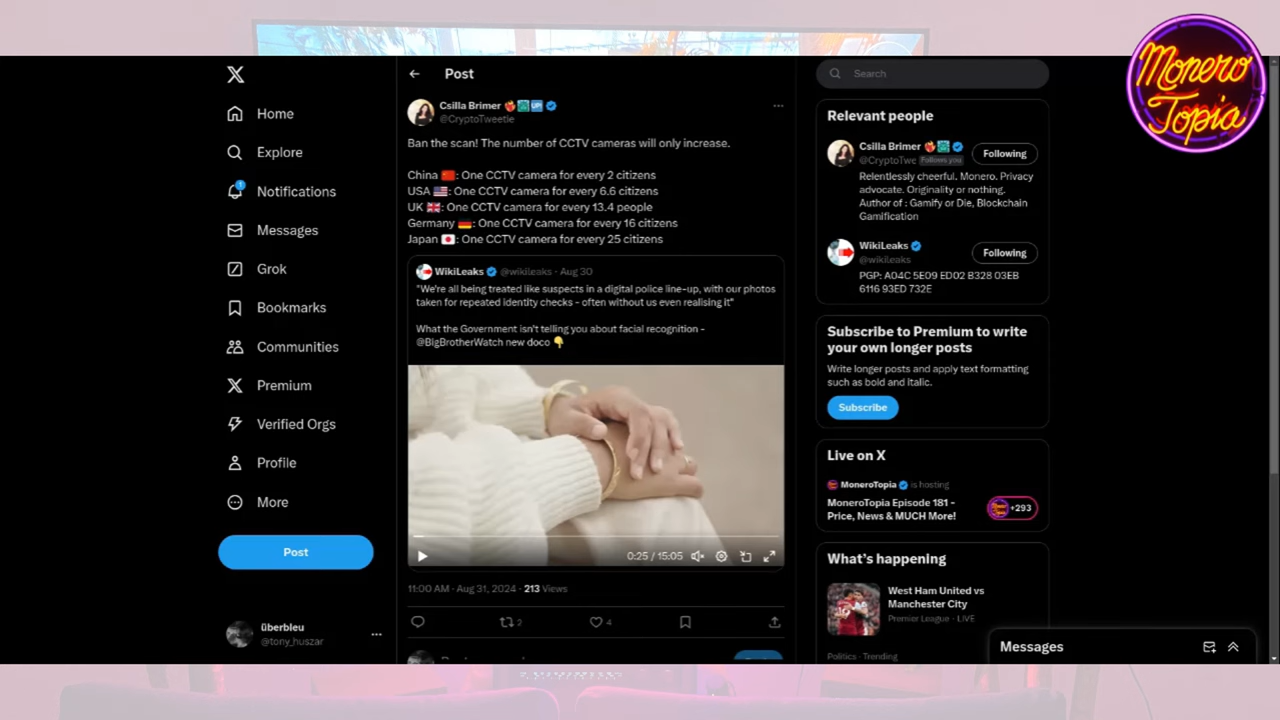 Monero
Topia
Home
Explore
1
Notifications
Messages
Grok
Bookmarks
Communities
Premium
Verified Orgs
Profile
More
Post
überbleu
@tony_huszar
Post
Csilla Brimer
@CryptoTweetie
Ban the scan! The number of CCTV cameras will only increase.
China 🇨🇳: One CCTV camera for every 2 citizens
USA 🇺🇸: One CCTV camera for every 6.6 citizens
UK 🇬🇧: One CCTV camera for every 13.4 people
Germany 🇩🇪: One CCTV camera for every 16 citizens
Japan 🇯🇵: One CCTV camera for every 25 citizens
WikiLeaks @wikileaks · Aug 30
"We're all being treated like suspects in a digital police line-up, with our photos
taken for repeated identity checks - often without us even realising it"
What the Government isn't telling you about facial recognition -
@BigBrotherWatch new doco 👇
0:25 / 15:05
11:00 AM · Aug 31, 2024 · 213 Views
2
4
Search
Relevant people
Csilla Brimer
@CryptoTwe Follows you
Following
Relentlessly cheerful. Monero. Privacy
advocate. Originality or nothing.
Author of : Gamify or Die, Blockchain
Gamification
WikiLeaks
@wikileaks
Following
PGP: A04C 5E09 ED02 B328 03EB
6116 93ED 732E
Subscribe to Premium to write
your own longer posts
Write longer posts and apply text formatting
such as bold and italic.
Subscribe
Live on X
MoneroTopia is hosting
MoneroTopia Episode 181 -
Price, News & MUCH More!
+293
What's happening
West Ham United vs
Manchester City
Premier League · LIVE
Politics · Trending
Messages